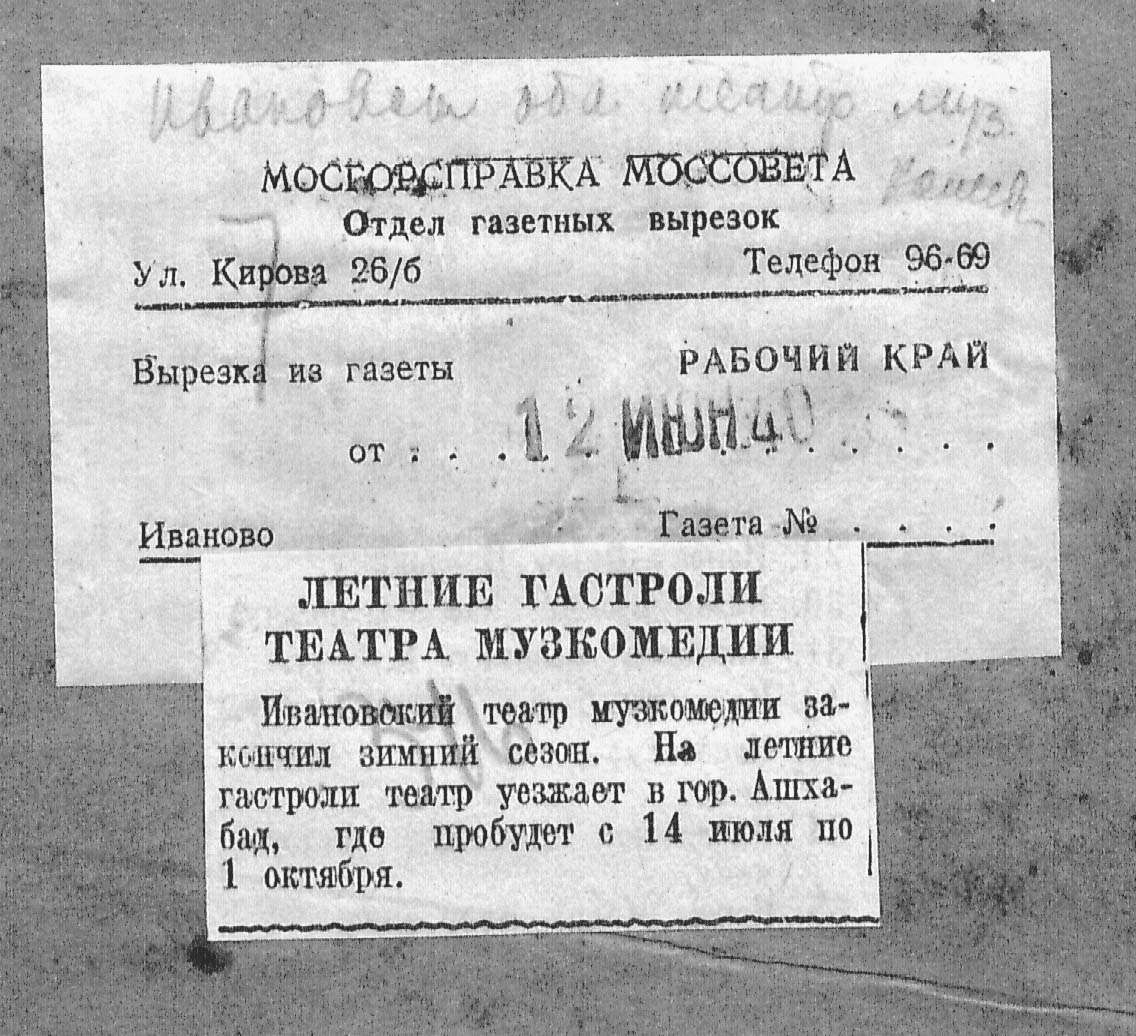 Ивановск обл театр муз.
комед
МОСГОРСПРАВКА МОССОВЕТА
Отдел газетных вырезок
Ул. Кирова 26/б Телефон 96-69
7
Вырезка из газеты РАБОЧИЙ КРАЙ
от . . . 12 ИЮН 40 . . . . .
Иваново Газета № . . . .
ЛЕТНИЕ ГАСТРОЛИ
ТЕАТРА МУЗКОМЕДИИ
Ивановский театр музкомедии за-
кончил зимний сезон. На летние
гастроли театр уезжает в гор. Ашха-
бад, где пробудет с 14 июля по
1 октября.